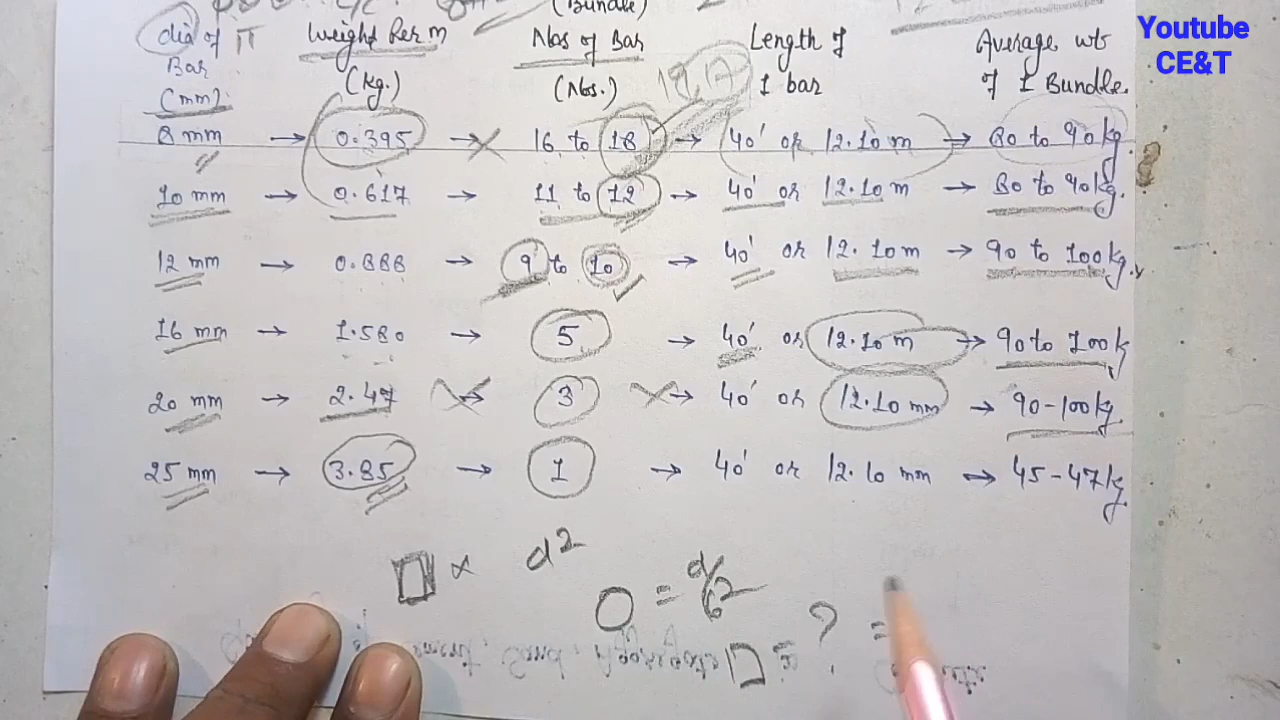 (Bundle)
Youtube
CE&T
dia of Π Bar (mm). Weight Per m (Kg.) Nbs of Bar (Nbs.) Length of 1 bar Average wt of 1 Bundle.
8 mm → 0.395 → 16 to 18 → 40' or 12.10 m → 80 to 90 kg.
10 mm → 0.617 → 11 to 12 → 40' or 12.10 m → 80 to 90 kg.
12 mm → 0.888 → 9 to 10 → 40' or 12.10 m → 90 to 100 kg.
16 mm → 1.580 → 5 → 40' or 12.10 m → 90 to 100 k
20 mm → 2.47 → 3 → 40' or 12.10 mm → 90-100 kg.
25 mm → 3.85 → 1 → 40' or 12.10 mm → 45-47 kg.
d²
= d/2
?
=